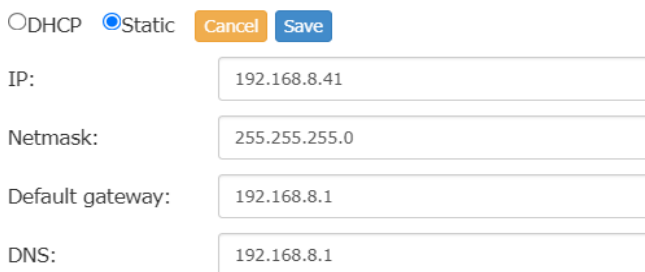 DHCP Static Cancel Save
IP: 192.168.8.41
Netmask: 255.255.255.0
Default gateway: 192.168.8.1
DNS: 192.168.8.1